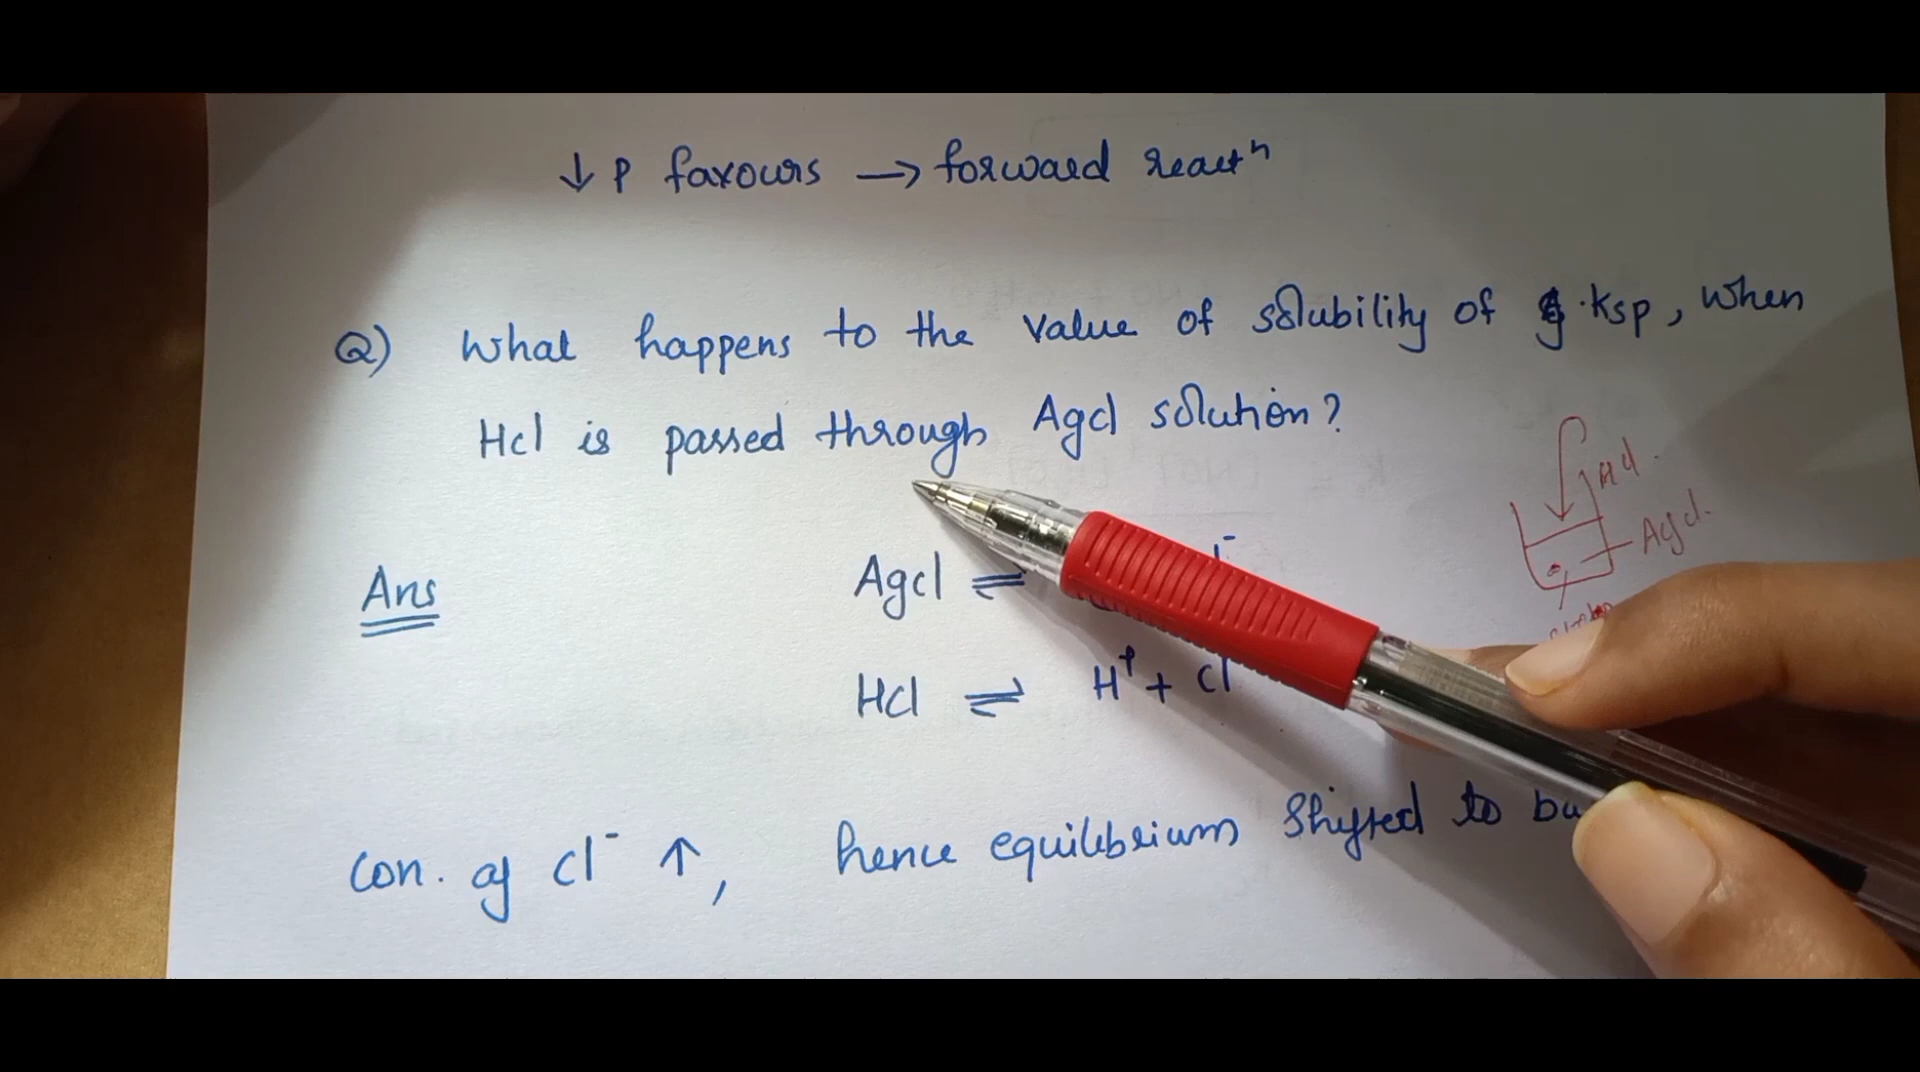 ↓ P favours → forward reactⁿ
Q) What happens to the value of solubility of · Ksp, when
Hcl is passed through Agcl solution?
Hcl
Agcl.
Ans
Agcl ⇌
Hcl ⇌ H⁺ + Cl
Con. of Cl⁻ ↑, hence equilibrium Shifted to ba